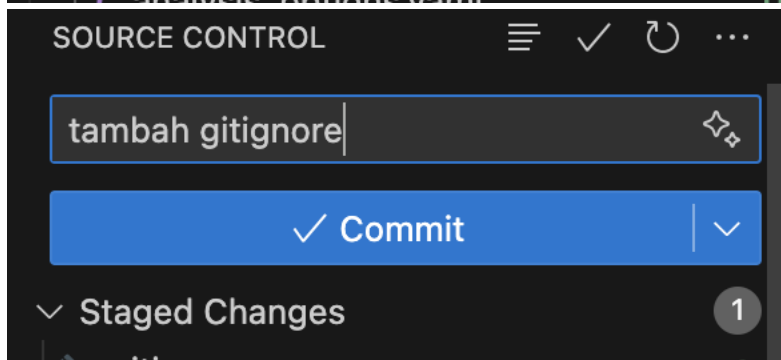 SOURCE CONTROL
tambah gitignore
Commit
Staged Changes
1